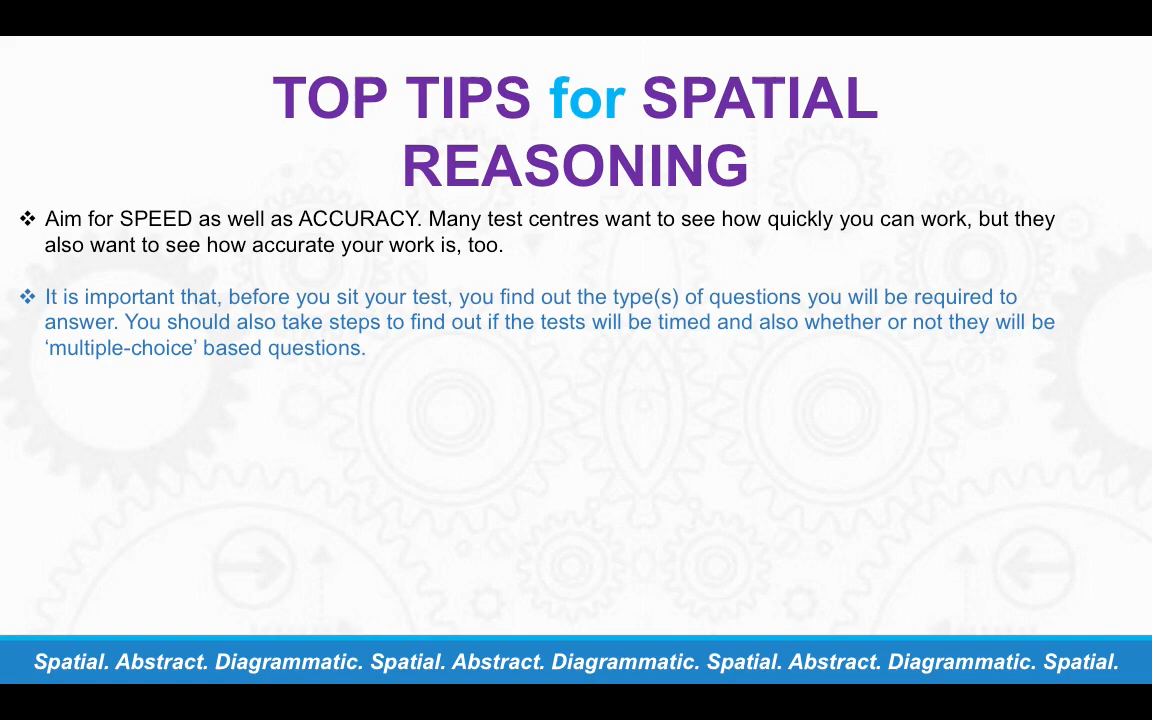 TOP TIPS for SPATIAL
REASONING
❖ Aim for SPEED as well as ACCURACY. Many test centres want to see how quickly you can work, but they
also want to see how accurate your work is, too.
❖ It is important that, before you sit your test, you find out the type(s) of questions you will be required to
answer. You should also take steps to find out if the tests will be timed and also whether or not they will be
‘multiple-choice’ based questions.
Spatial. Abstract. Diagrammatic. Spatial. Abstract. Diagrammatic. Spatial. Abstract. Diagrammatic. Spatial.